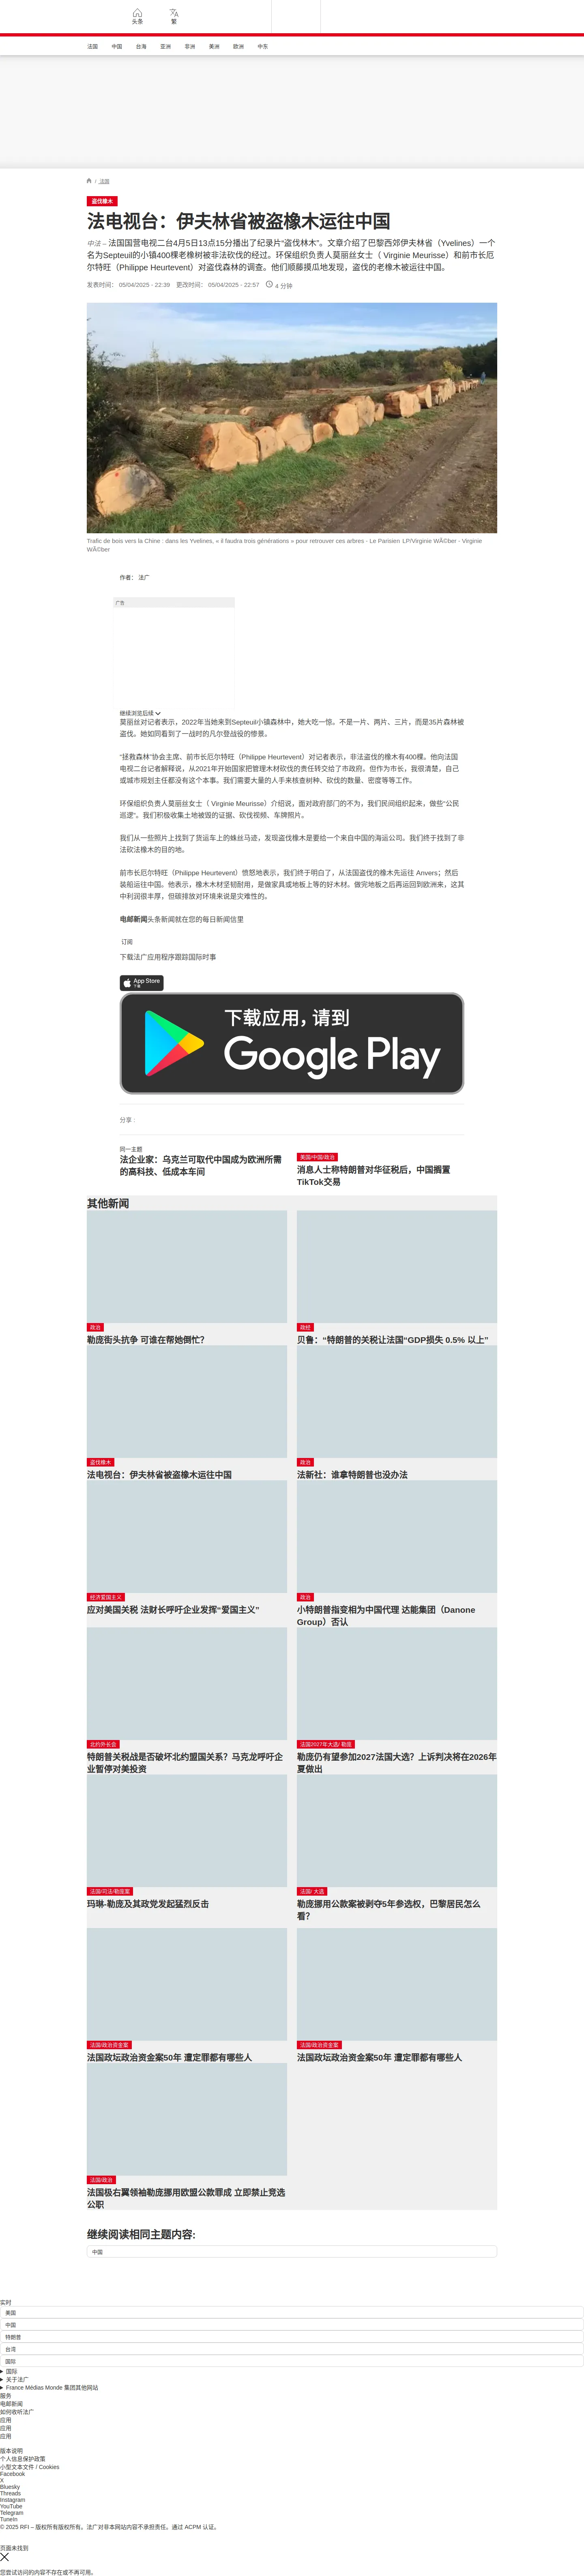 头条
繁
法国
中国
台海
亚洲
非洲
美洲
欧洲
中东
/ 法国
盗伐橡木
法电视台：伊夫林省被盗橡木运往中国
中法 – 法国国营电视二台4月5日13点15分播出了纪录片“盗伐林木”。文章介绍了巴黎西郊伊夫林省（Yvelines）一个
名为Septeuil的小镇400棵老橡树被非法砍伐的经过。环保组织负责人莫丽丝女士（ Virginie Meurisse）和前市长厄
尔特旺（Philippe Heurtevent）对盗伐森林的调查。他们顺藤摸瓜地发现，盗伐的老橡木被运往中国。
发表时间： 05/04/2025 - 22:39 更改时间： 05/04/2025 - 22:57 4 分钟
Trafic de bois vers la Chine : dans les Yvelines, « il faudra trois générations » pour retrouver ces arbres - Le Parisien LP/Virginie WÃ©ber - Virginie
WÃ©ber
作者： 法广
广告
继续浏览后续
莫丽丝对记者表示，2022年当她来到Septeuil小镇森林中，她大吃一惊。不是一片、两片、三片，而是35片森林被
盗伐。她如同看到了一战时的凡尔登战役的惨景。
“拯救森林”协会主席、前市长厄尔特旺（Philippe Heurtevent）对记者表示，非法盗伐的橡木有400棵。他向法国
电视二台记者解释说，从2021年开始国家把管理木材砍伐的责任转交给了市政府。但作为市长，我很清楚，自己
或城市规划主任都没有这个本事。我们需要大量的人手来核查树种、砍伐的数量、密度等等工作。
环保组织负责人莫丽丝女士（ Virginie Meurisse）介绍说，面对政府部门的不为，我们民间组织起来，做些“公民
巡逻”。我们积极收集土地被毁的证据、砍伐视频、车牌照片。
我们从一些照片上找到了货运车上的蛛丝马迹，发现盗伐橡木是要给一个来自中国的海运公司。我们终于找到了非
法砍法橡木的目的地。
前市长厄尔特旺（Philippe Heurtevent）愤怒地表示，我们终于明白了，从法国盗伐的橡木先运往 Anvers；然后
装船运往中国。他表示，橡木木材坚韧耐用，是做家具或地板上等的好木材。做完地板之后再运回到欧洲来，这其
中利润很丰厚，但碳排放对环境来说是灾难性的。
电邮新闻头条新闻就在您的每日新闻信里
订阅
下载法广应用程序跟踪国际时事
App Store
下载
下载应用，请到
Google Play
分享 :
同一主题
法企业家：乌克兰可取代中国成为欧洲所需
的高科技、低成本车间
美国/中国/政治
消息人士称特朗普对华征税后，中国搁置
TikTok交易
其他新闻
政治
勒庞街头抗争 可谁在帮她倒忙？
政经
贝鲁：“特朗普的关税让法国“GDP损失 0.5% 以上”
盗伐橡木
法电视台：伊夫林省被盗橡木运往中国
政治
法新社：谁拿特朗普也没办法
经济爱国主义
应对美国关税 法财长呼吁企业发挥“爱国主义”
政治
小特朗普指变相为中国代理 达能集团（Danone
Group）否认
北约外长会
特朗普关税战是否破坏北约盟国关系？马克龙呼吁企
业暂停对美投资
法国2027年大选/ 勒庞
勒庞仍有望参加2027法国大选？上诉判决将在2026年
夏做出
法国/司法/勒庞案
玛琳-勒庞及其政党发起猛烈反击
法国/ 大选
勒庞挪用公款案被剥夺5年参选权，巴黎居民怎么
看？
法国/政治资金案
法国政坛政治资金案50年 遭定罪都有哪些人
法国/政治资金案
法国政坛政治资金案50年 遭定罪都有哪些人
法国/政治
法国极右翼领袖勒庞挪用欧盟公款罪成 立即禁止竞选
公职
继续阅读相同主题内容:
中国
实时
美国
中国
特朗普
台湾
国际
国际
关于法广
France Médias Monde 集团其他网站
服务
电邮新闻
如何收听法广
应用
应用
应用
版本说明
个人信息保护政策
小型文本文件 / Cookies
Facebook
X
Bluesky
Threads
Instagram
YouTube
Telegram
TuneIn
© 2025 RFI – 版权所有版权所有。法广对非本网站内容不承担责任。通过 ACPM 认证。
页面未找到
您尝试访问的内容不存在或不再可用。